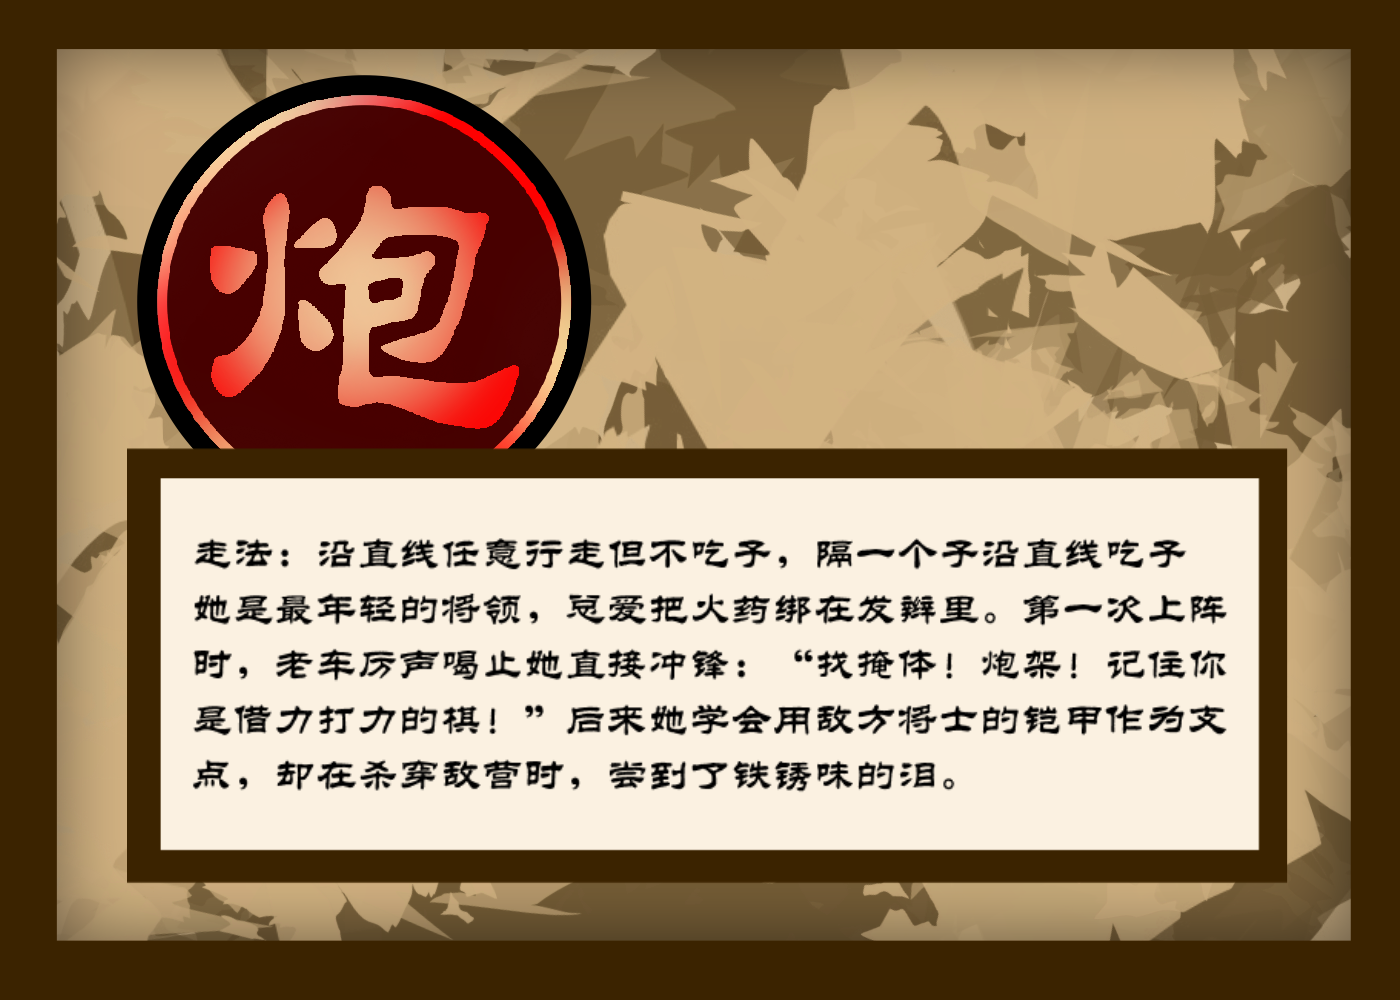 炮
走法：沿直线任意行走但不吃子，隔一个子沿直线吃子
她是最年轻的将领，总爱把火药绑在发辫里。第一次上阵
时，老车厉声喝止她直接冲锋：“找掩体！炮架！记住你
是借力打力的棋！”后来她学会用敌方将士的铠甲作为支
点，却在杀穿敌营时，尝到了铁锈味的泪。